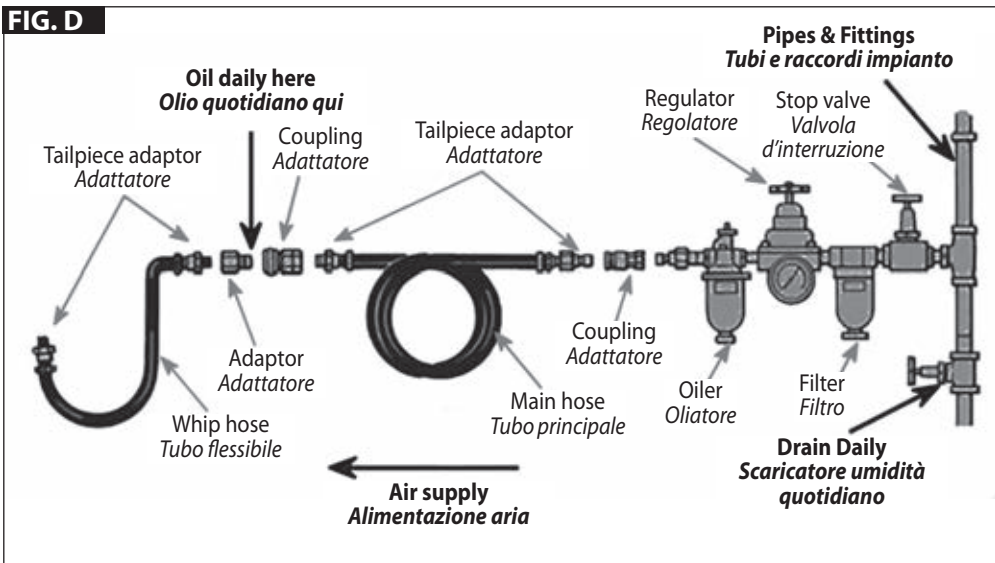 FIG. D
Pipes & Fittings
Tubi e raccordi impianto
Oil daily here
Olio quotidiano qui
Regulator
Regolatore
Stop valve
Valvola
d'interruzione
Coupling
Adattatore
Tailpiece adaptor
Adattatore
Tailpiece adaptor
Adattatore
Adaptor
Adattatore
Whip hose
Tubo flessibile
Main hose
Tubo principale
Coupling
Adattatore
Oiler
Oliatore
Filter
Filtro
Drain Daily
Scaricatore umidità
quotidiano
Air supply
Alimentazione aria